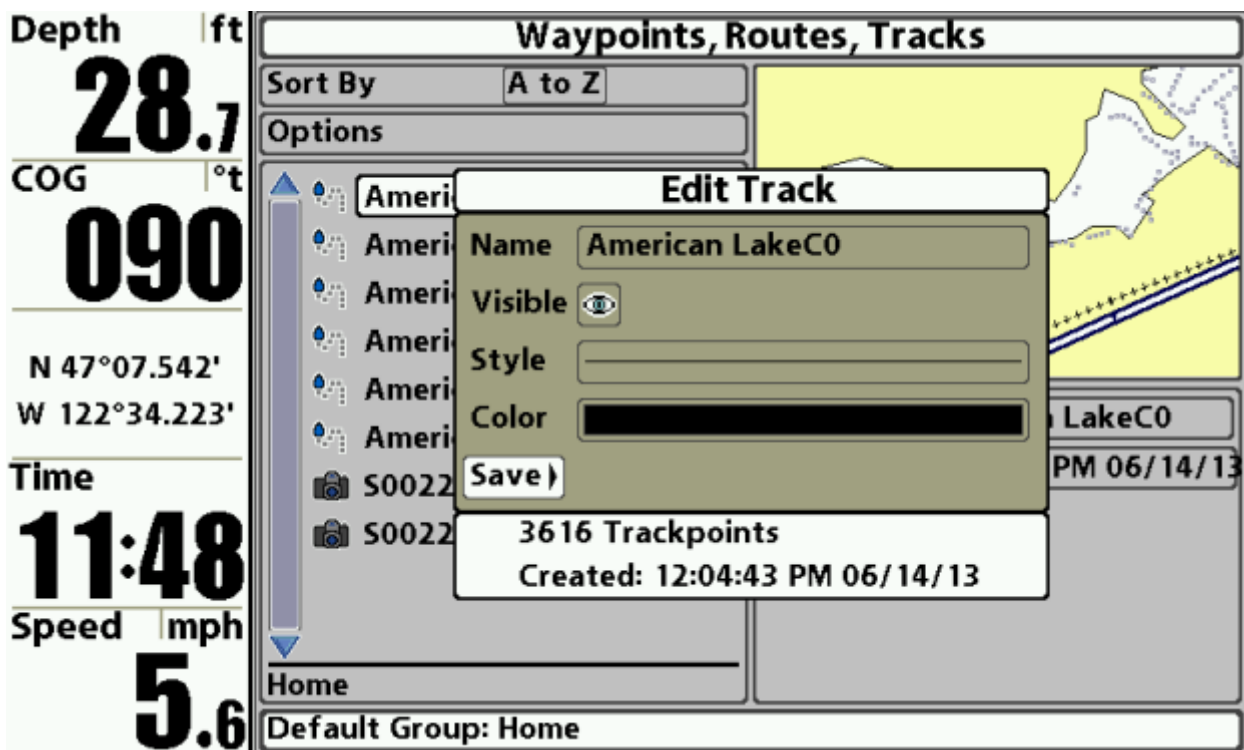 Depth ft
28.7
COG °t
090
N 47°07.542'
W 122°34.223'
Time
11:48
Speed mph
5.6
Waypoints, Routes, Tracks
Sort By A to Z
Options
Ameri
Ameri
Ameri
Ameri
Ameri
Ameri
S0022
S0022
Home
Default Group: Home
Edit Track
Name American LakeC0
Visible
Style
Color
Save
3616 Trackpoints
Created: 12:04:43 PM 06/14/13
LakeC0
PM 06/14/13